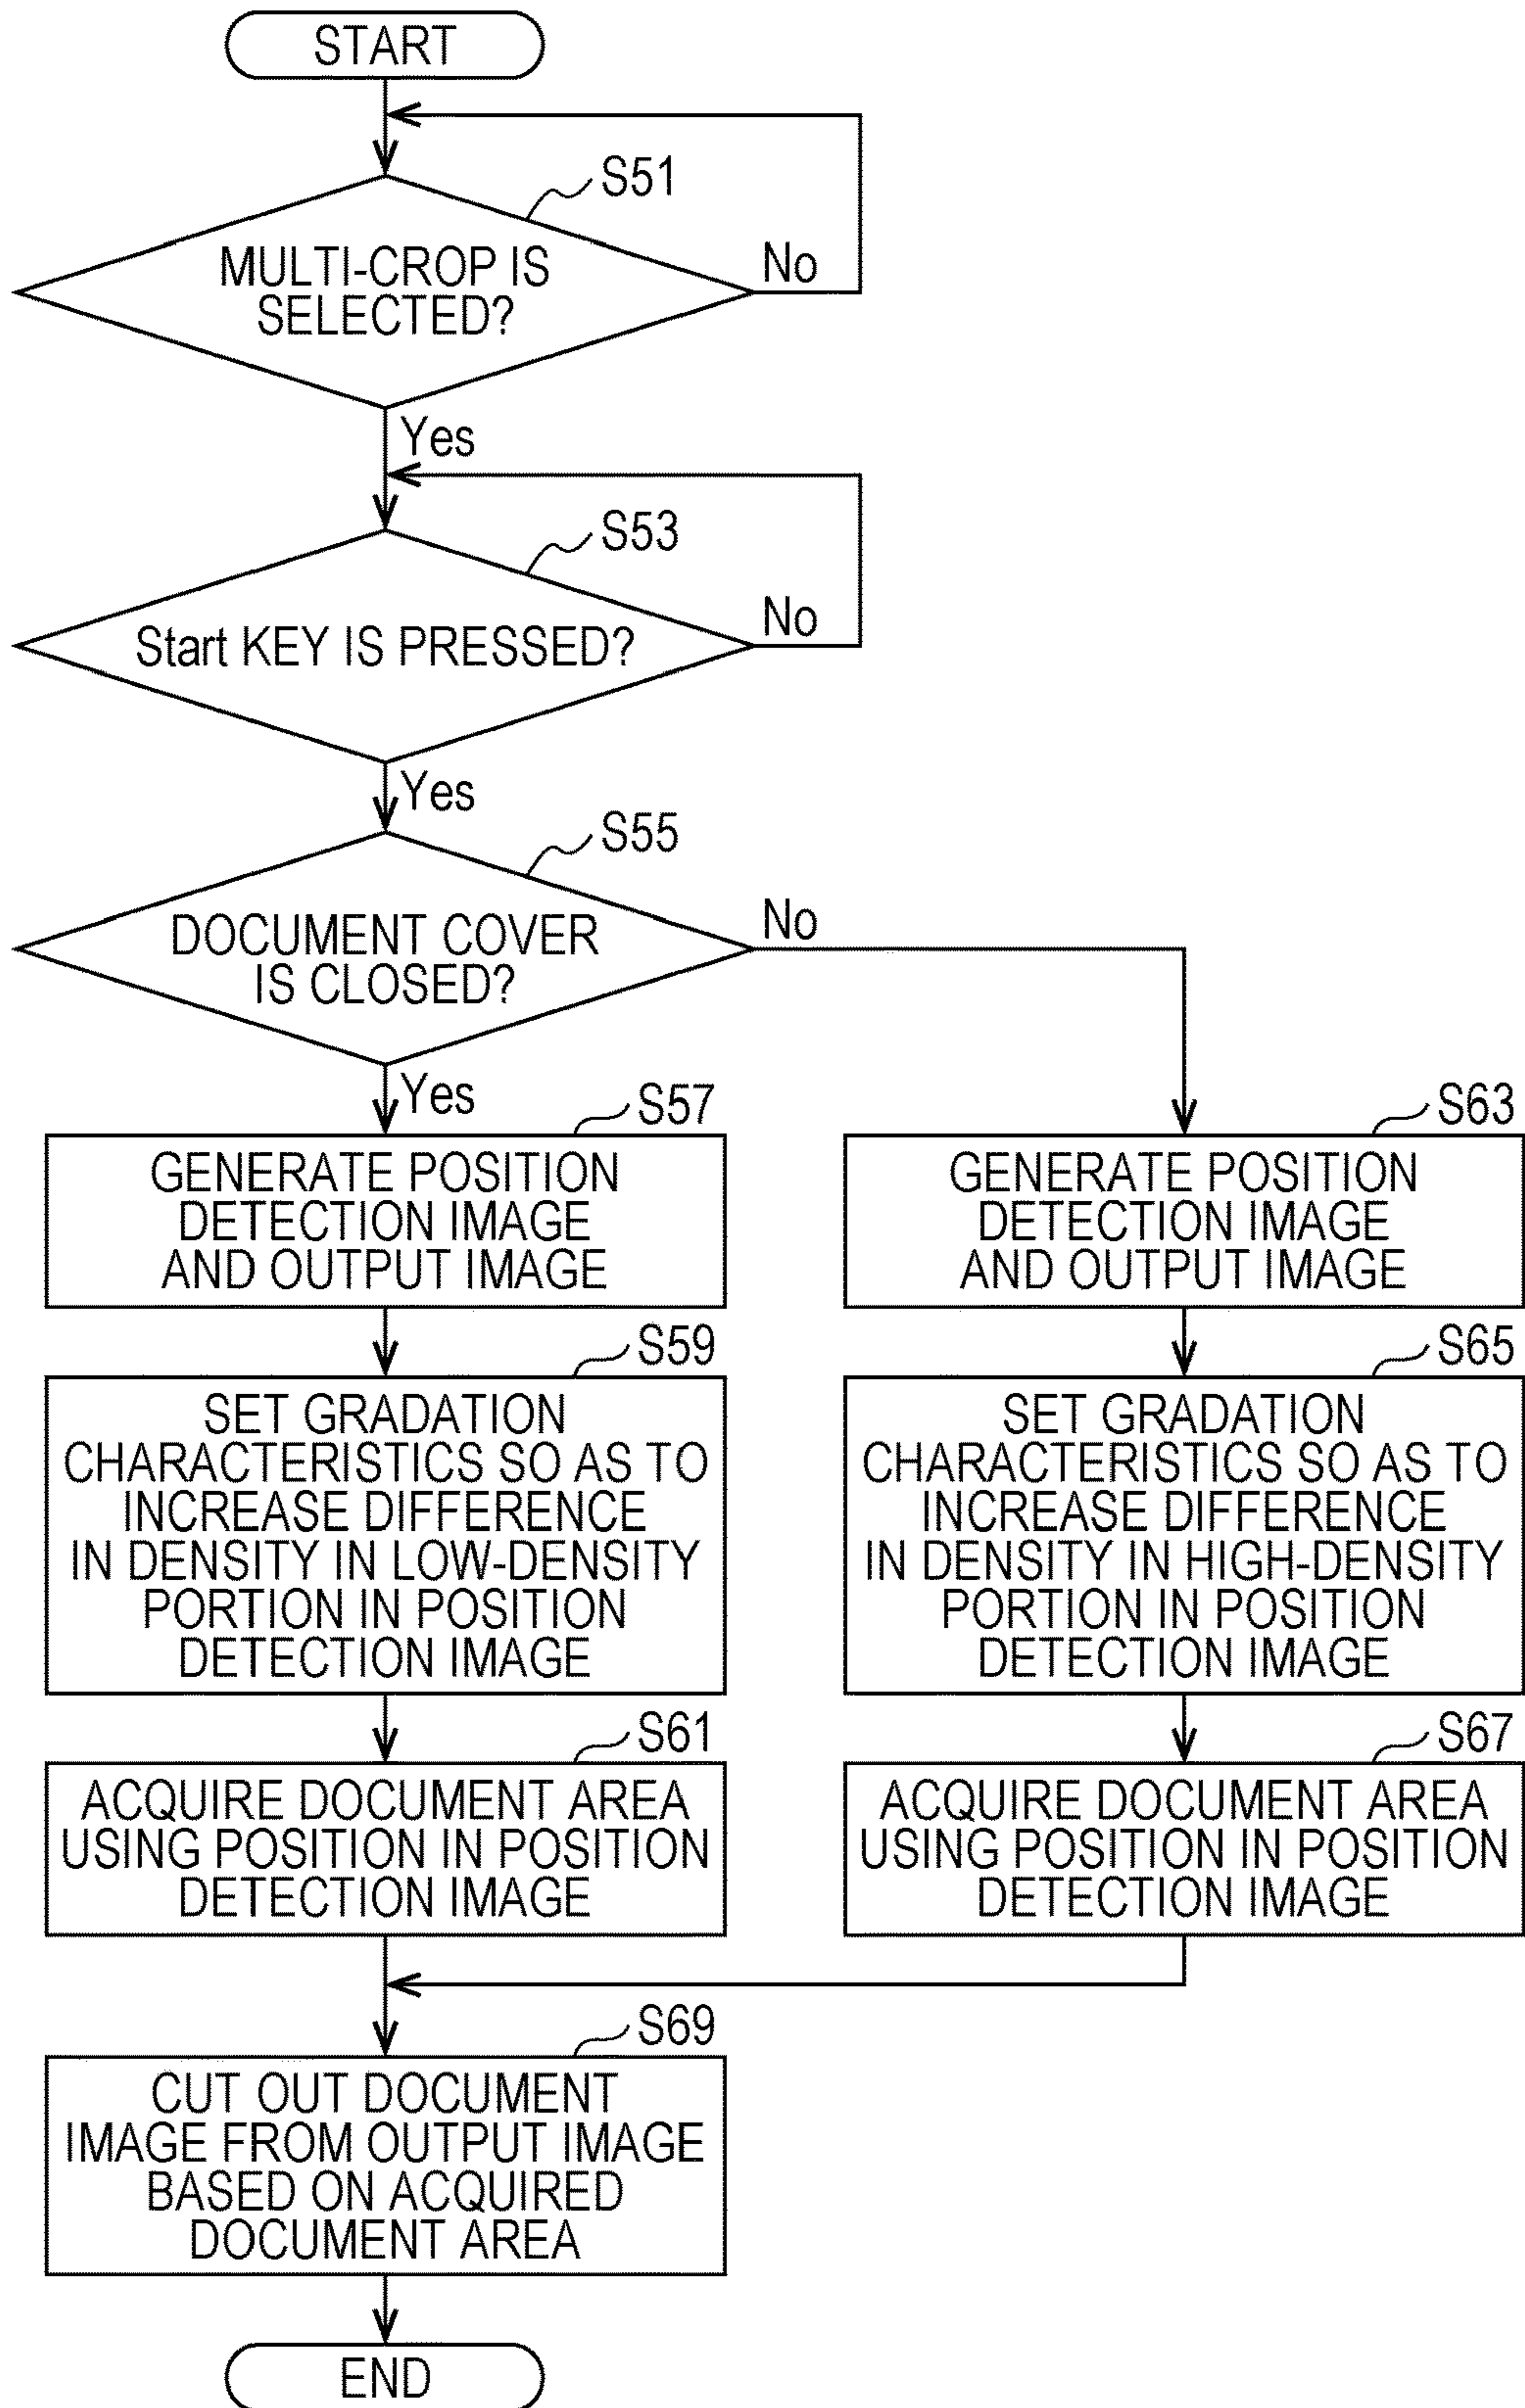 START
S51
MULTI-CROP IS
SELECTED?
No
Yes
S53
Start KEY IS PRESSED?
No
Yes
S55
DOCUMENT COVER
IS CLOSED?
No
Yes
S57
GENERATE POSITION
DETECTION IMAGE
AND OUTPUT IMAGE
S63
GENERATE POSITION
DETECTION IMAGE
AND OUTPUT IMAGE
S59
SET GRADATION
CHARACTERISTICS SO AS TO
INCREASE DIFFERENCE
IN DENSITY IN LOW-DENSITY
PORTION IN POSITION
DETECTION IMAGE
S65
SET GRADATION
CHARACTERISTICS SO AS TO
INCREASE DIFFERENCE
IN DENSITY IN HIGH-DENSITY
PORTION IN POSITION
DETECTION IMAGE
S61
ACQUIRE DOCUMENT AREA
USING POSITION IN POSITION
DETECTION IMAGE
S67
ACQUIRE DOCUMENT AREA
USING POSITION IN POSITION
DETECTION IMAGE
S69
CUT OUT DOCUMENT
IMAGE FROM OUTPUT IMAGE
BASED ON ACQUIRED
DOCUMENT AREA
END